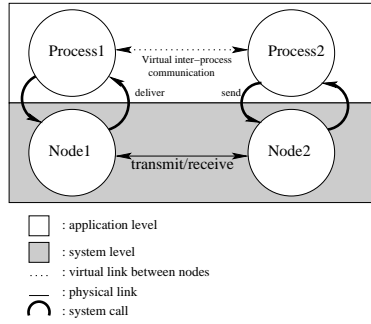 Process1
Process2
Virtual inter-process
communication
deliver
send
Node1
Node2
transmit/receive
: application level
: system level
: virtual link between nodes
: physical link
: system call